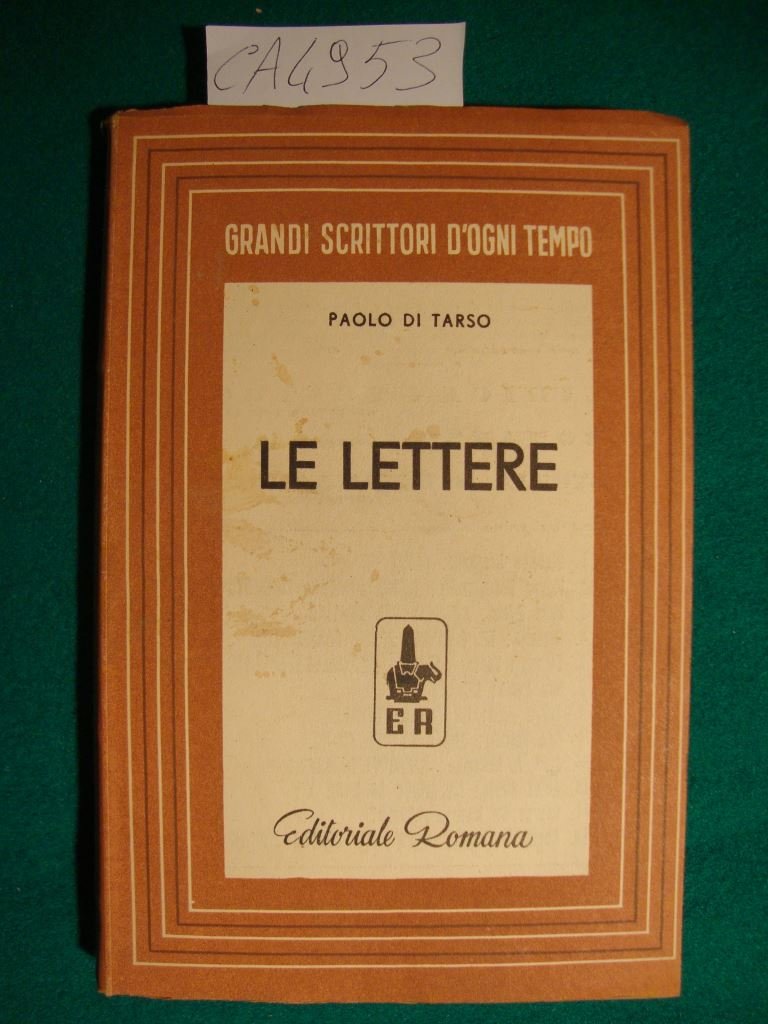 CA4953
GRANDI SCRITTORI D'OGNI TEMPO
PAOLO DI TARSO
LE LETTERE
ER
Editoriale Romana